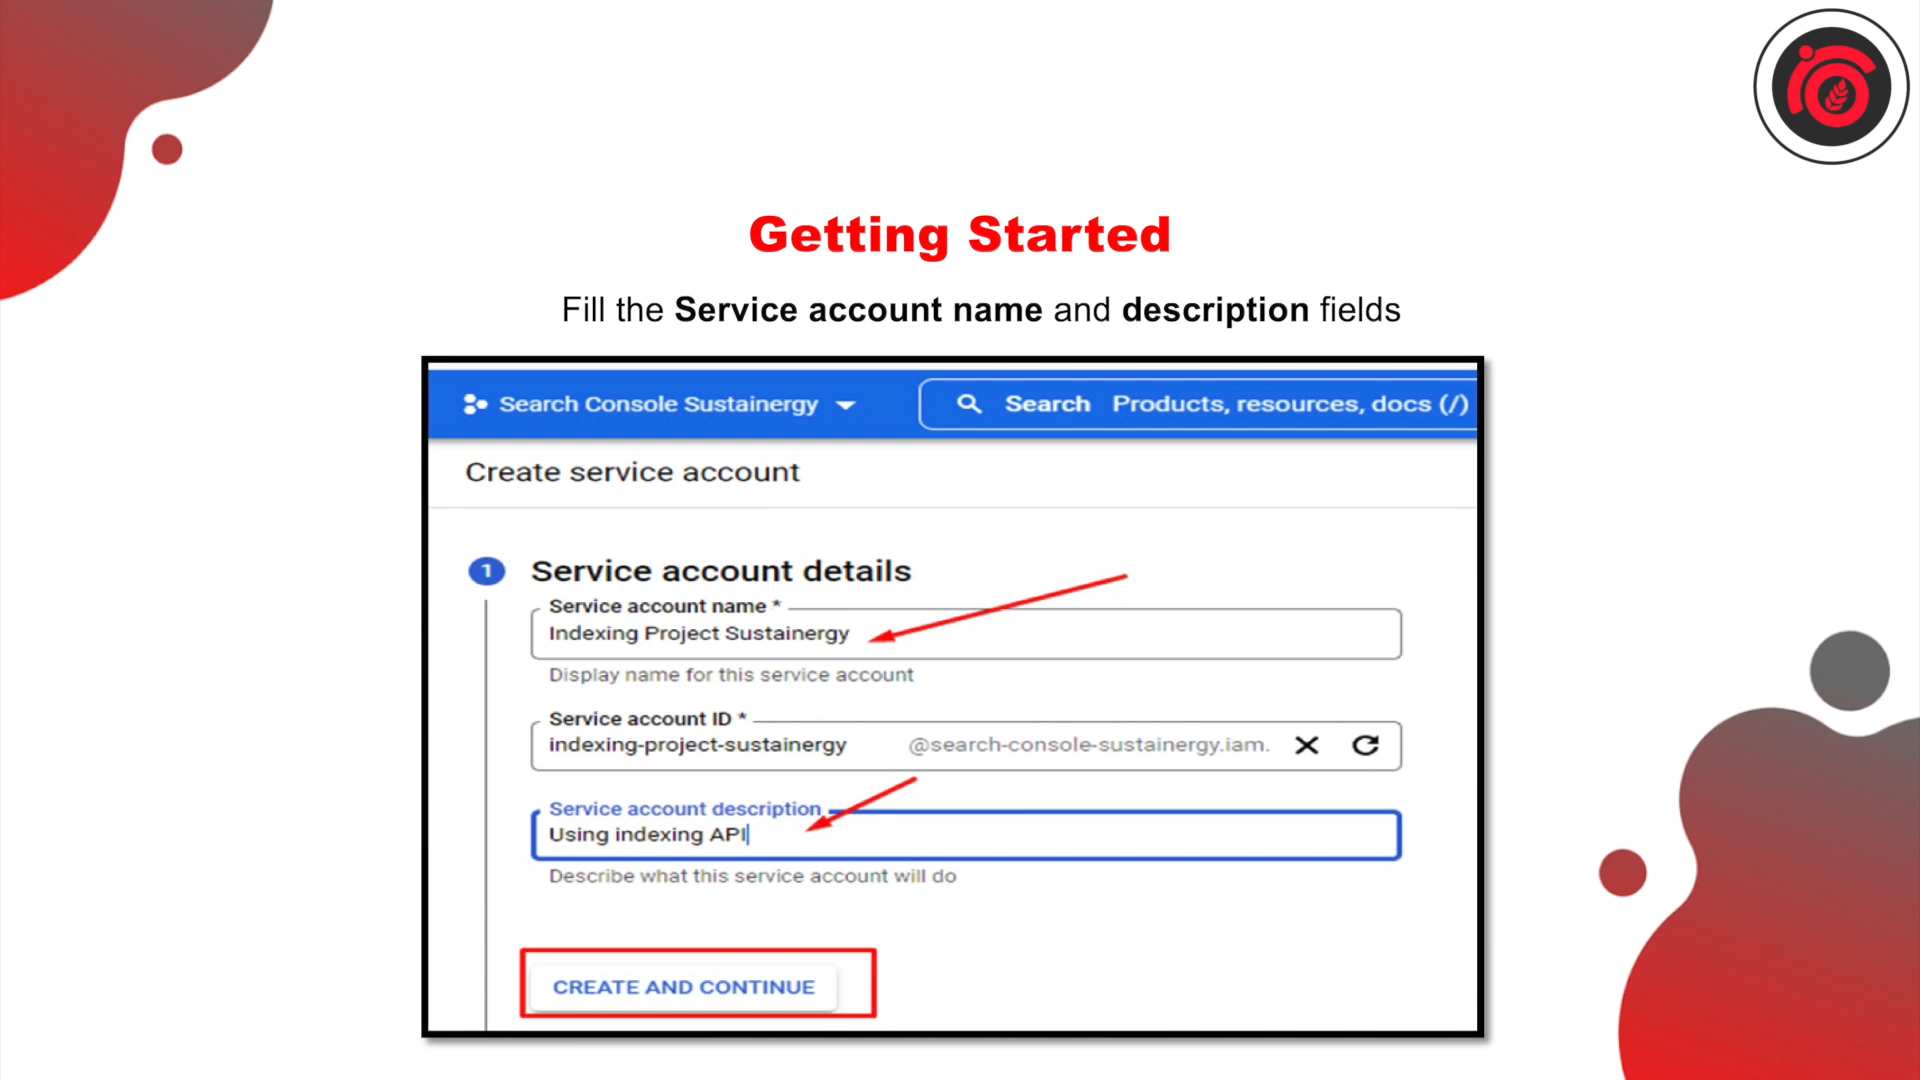 Getting Started
Fill the Service account name and description fields
Search Console Sustainergy
Search Products, resources, docs (/)
Create service account
1 Service account details
Service account name *
Indexing Project Sustainergy
Display name for this service account
Service account ID *
indexing-project-sustainergy @search-console-sustainergy.iam.
Service account description
Using indexing API
Describe what this service account will do
CREATE AND CONTINUE